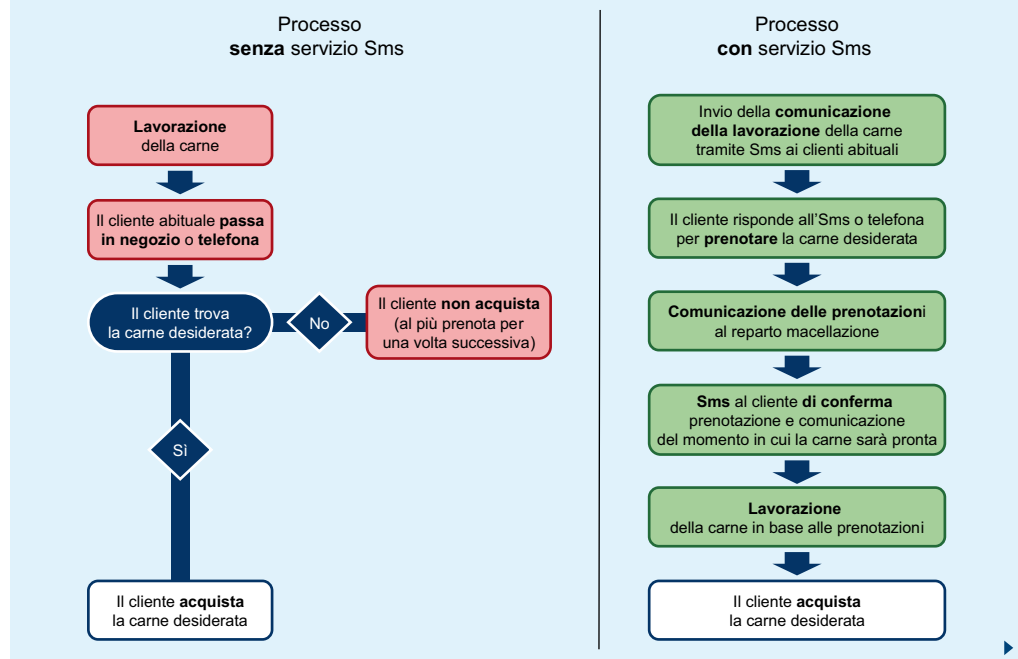 Processo
senza servizio Sms
Lavorazione
della carne
Il cliente abituale passa
in negozio o telefona
Il cliente trova
la carne desiderata?
No
Il cliente non acquista
(al più prenota per
una volta successiva)
Sì
Il cliente acquista
la carne desiderata
Processo
con servizio Sms
Invio della comunicazione
della lavorazione della carne
tramite Sms ai clienti abituali
Il cliente risponde all'Sms o telefona
per prenotare la carne desiderata
Comunicazione delle prenotazioni
al reparto macellazione
Sms al cliente di conferma
prenotazione e comunicazione
del momento in cui la carne sarà pronta
Lavorazione
della carne in base alle prenotazioni
Il cliente acquista
la carne desiderata